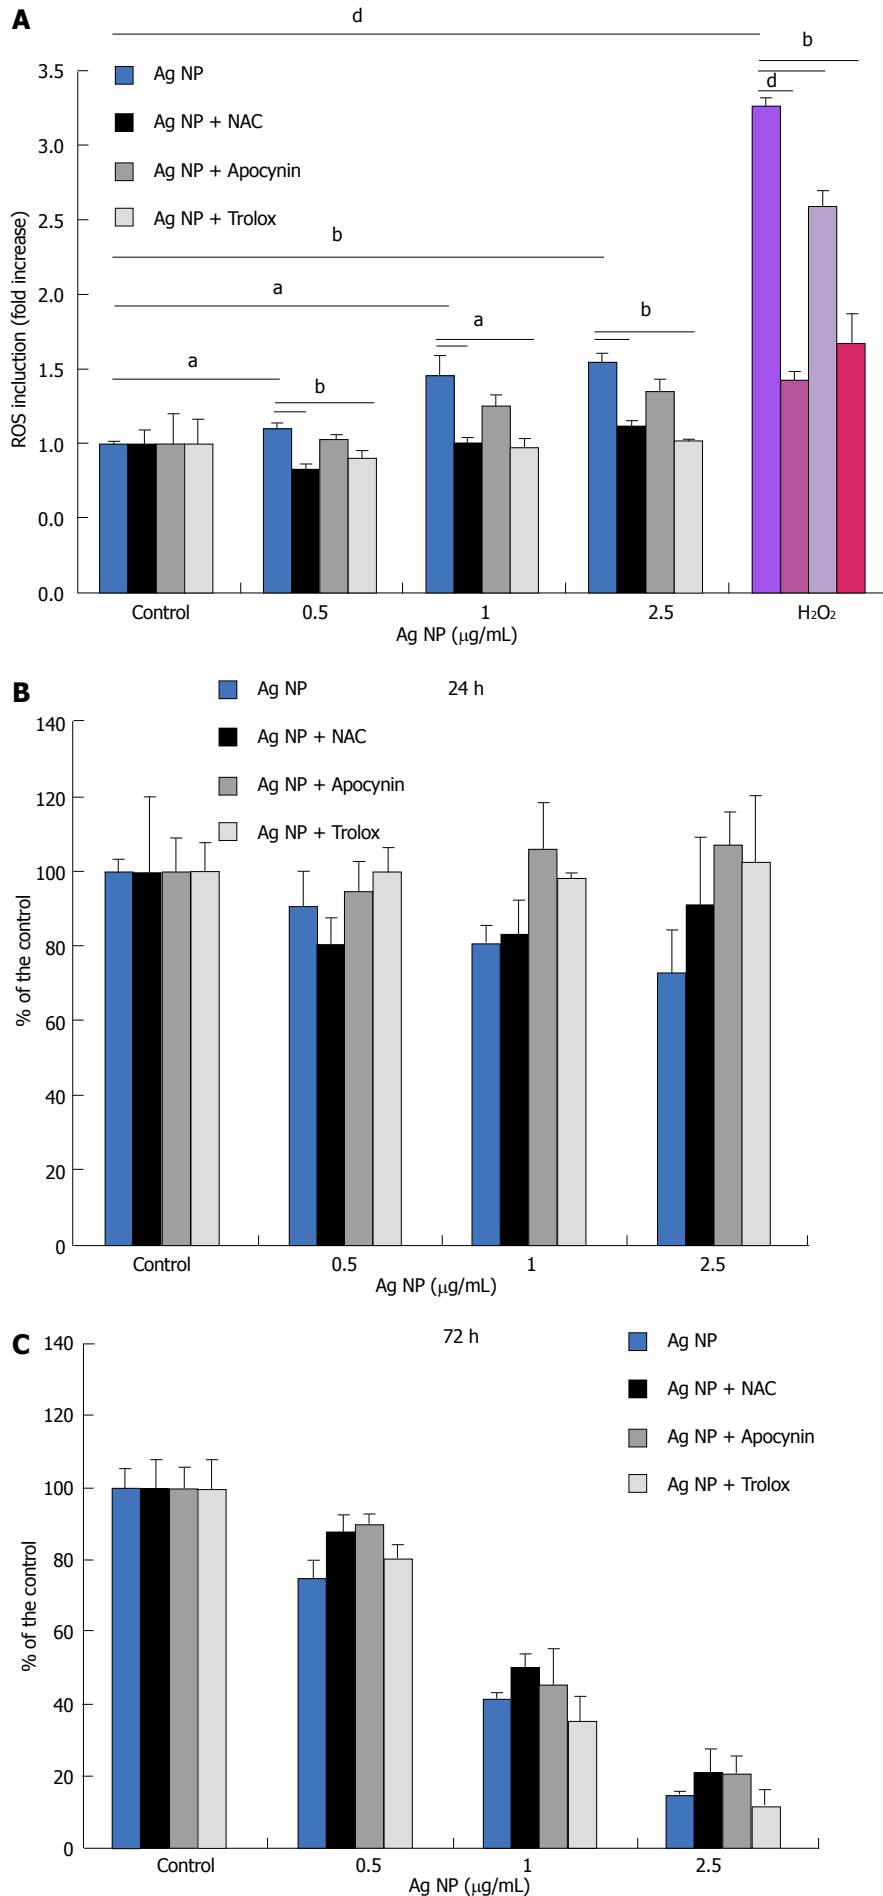 A
d
b
3.5
Ag NP
d
Ag NP + NAC
3.0
Ag NP + Apocynin
2.5
Ag NP + Trolox
b
2.0
a
a
b
1.5
a
b
1.0
0.0
0.0
ROS incluction (fold increase)
Control
0.5
1
2.5
H₂O₂
Ag NP (μg/mL)
B
Ag NP
24 h
140
Ag NP + NAC
120
Ag NP + Apocynin
Ag NP + Trolox
100
80
60
40
20
0
% of the control
Control
0.5
1
2.5
Ag NP (μg/mL)
C
72 h
140
Ag NP
Ag NP + NAC
120
Ag NP + Apocynin
100
Ag NP + Trolox
80
60
40
20
0
% of the control
Control
0.5
1
2.5
Ag NP (μg/mL)